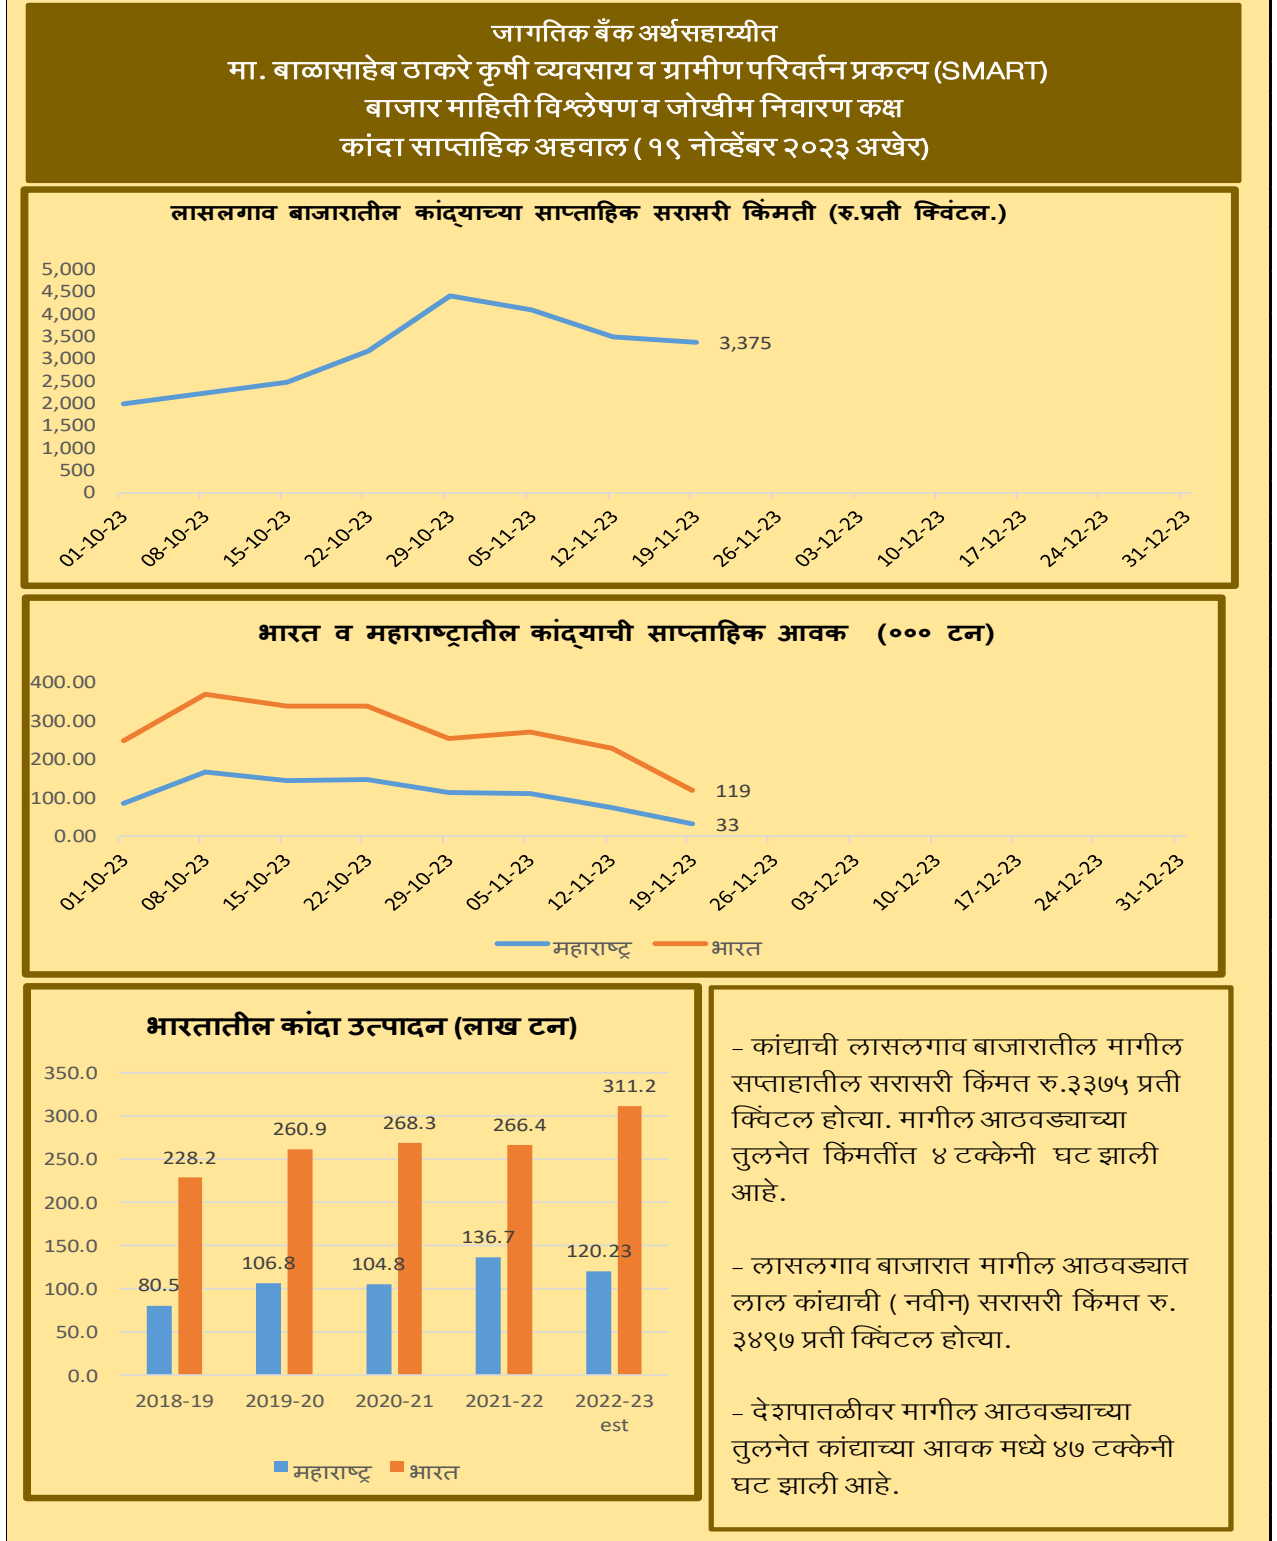 जागतिक बँक अर्थसहाय्यीत
मा. बाळासाहेब ठाकरे कृषी व्यवसाय व ग्रामीण परिवर्तन प्रकल्प (SMART)
बाजार माहिती विश्लेषण व जोखीम निवारण कक्ष
कांदा साप्ताहिक अहवाल ( १९ नोव्हेंबर २०२३ अखेर)
लासलगाव बाजारातील कांद्याच्या साप्ताहिक सरासरी किंमती (रु.प्रती क्विंटल.)
5,000
4,500
4,000
3,500
3,000
2,500
2,000
1,500
1,000
500
0
3,375
01-10-23 08-10-23 15-10-23 22-10-23 29-10-23 05-11-23 12-11-23 19-11-23 26-11-23 03-12-23 10-12-23 17-12-23 24-12-23 31-12-23
भारत व महाराष्ट्रातील कांद्याची साप्ताहिक आवक (००० टन)
400.00
300.00
200.00
100.00
0.00
119
33
01-10-23 08-10-23 15-10-23 22-10-23 29-10-23 05-11-23 12-11-23 19-11-23 26-11-23 03-12-23 10-12-23 17-12-23 24-12-23 31-12-23
महाराष्ट्र भारत
भारतातील कांदा उत्पादन (लाख टन)
350.0
300.0
250.0
200.0
150.0
100.0
50.0
0.0
80.5 228.2 106.8 260.9 104.8 268.3 136.7 266.4 120.23 311.2
2018-19 2019-20 2020-21 2021-22 2022-23
est
महाराष्ट्र भारत
– कांद्याची लासलगाव बाजारातील मागील
सप्ताहातील सरासरी किंमत रु.३३७५ प्रती
क्विंटल होत्या. मागील आठवड्याच्या
तुलनेत किंमतींत ४ टक्केनी घट झाली
आहे.
– लासलगाव बाजारात मागील आठवड्यात
लाल कांद्याची ( नवीन) सरासरी किंमत रु.
३४९७ प्रती क्विंटल होत्या.
– देशपातळीवर मागील आठवड्याच्या
तुलनेत कांद्याच्या आवक मध्ये ४७ टक्केनी
घट झाली आहे.